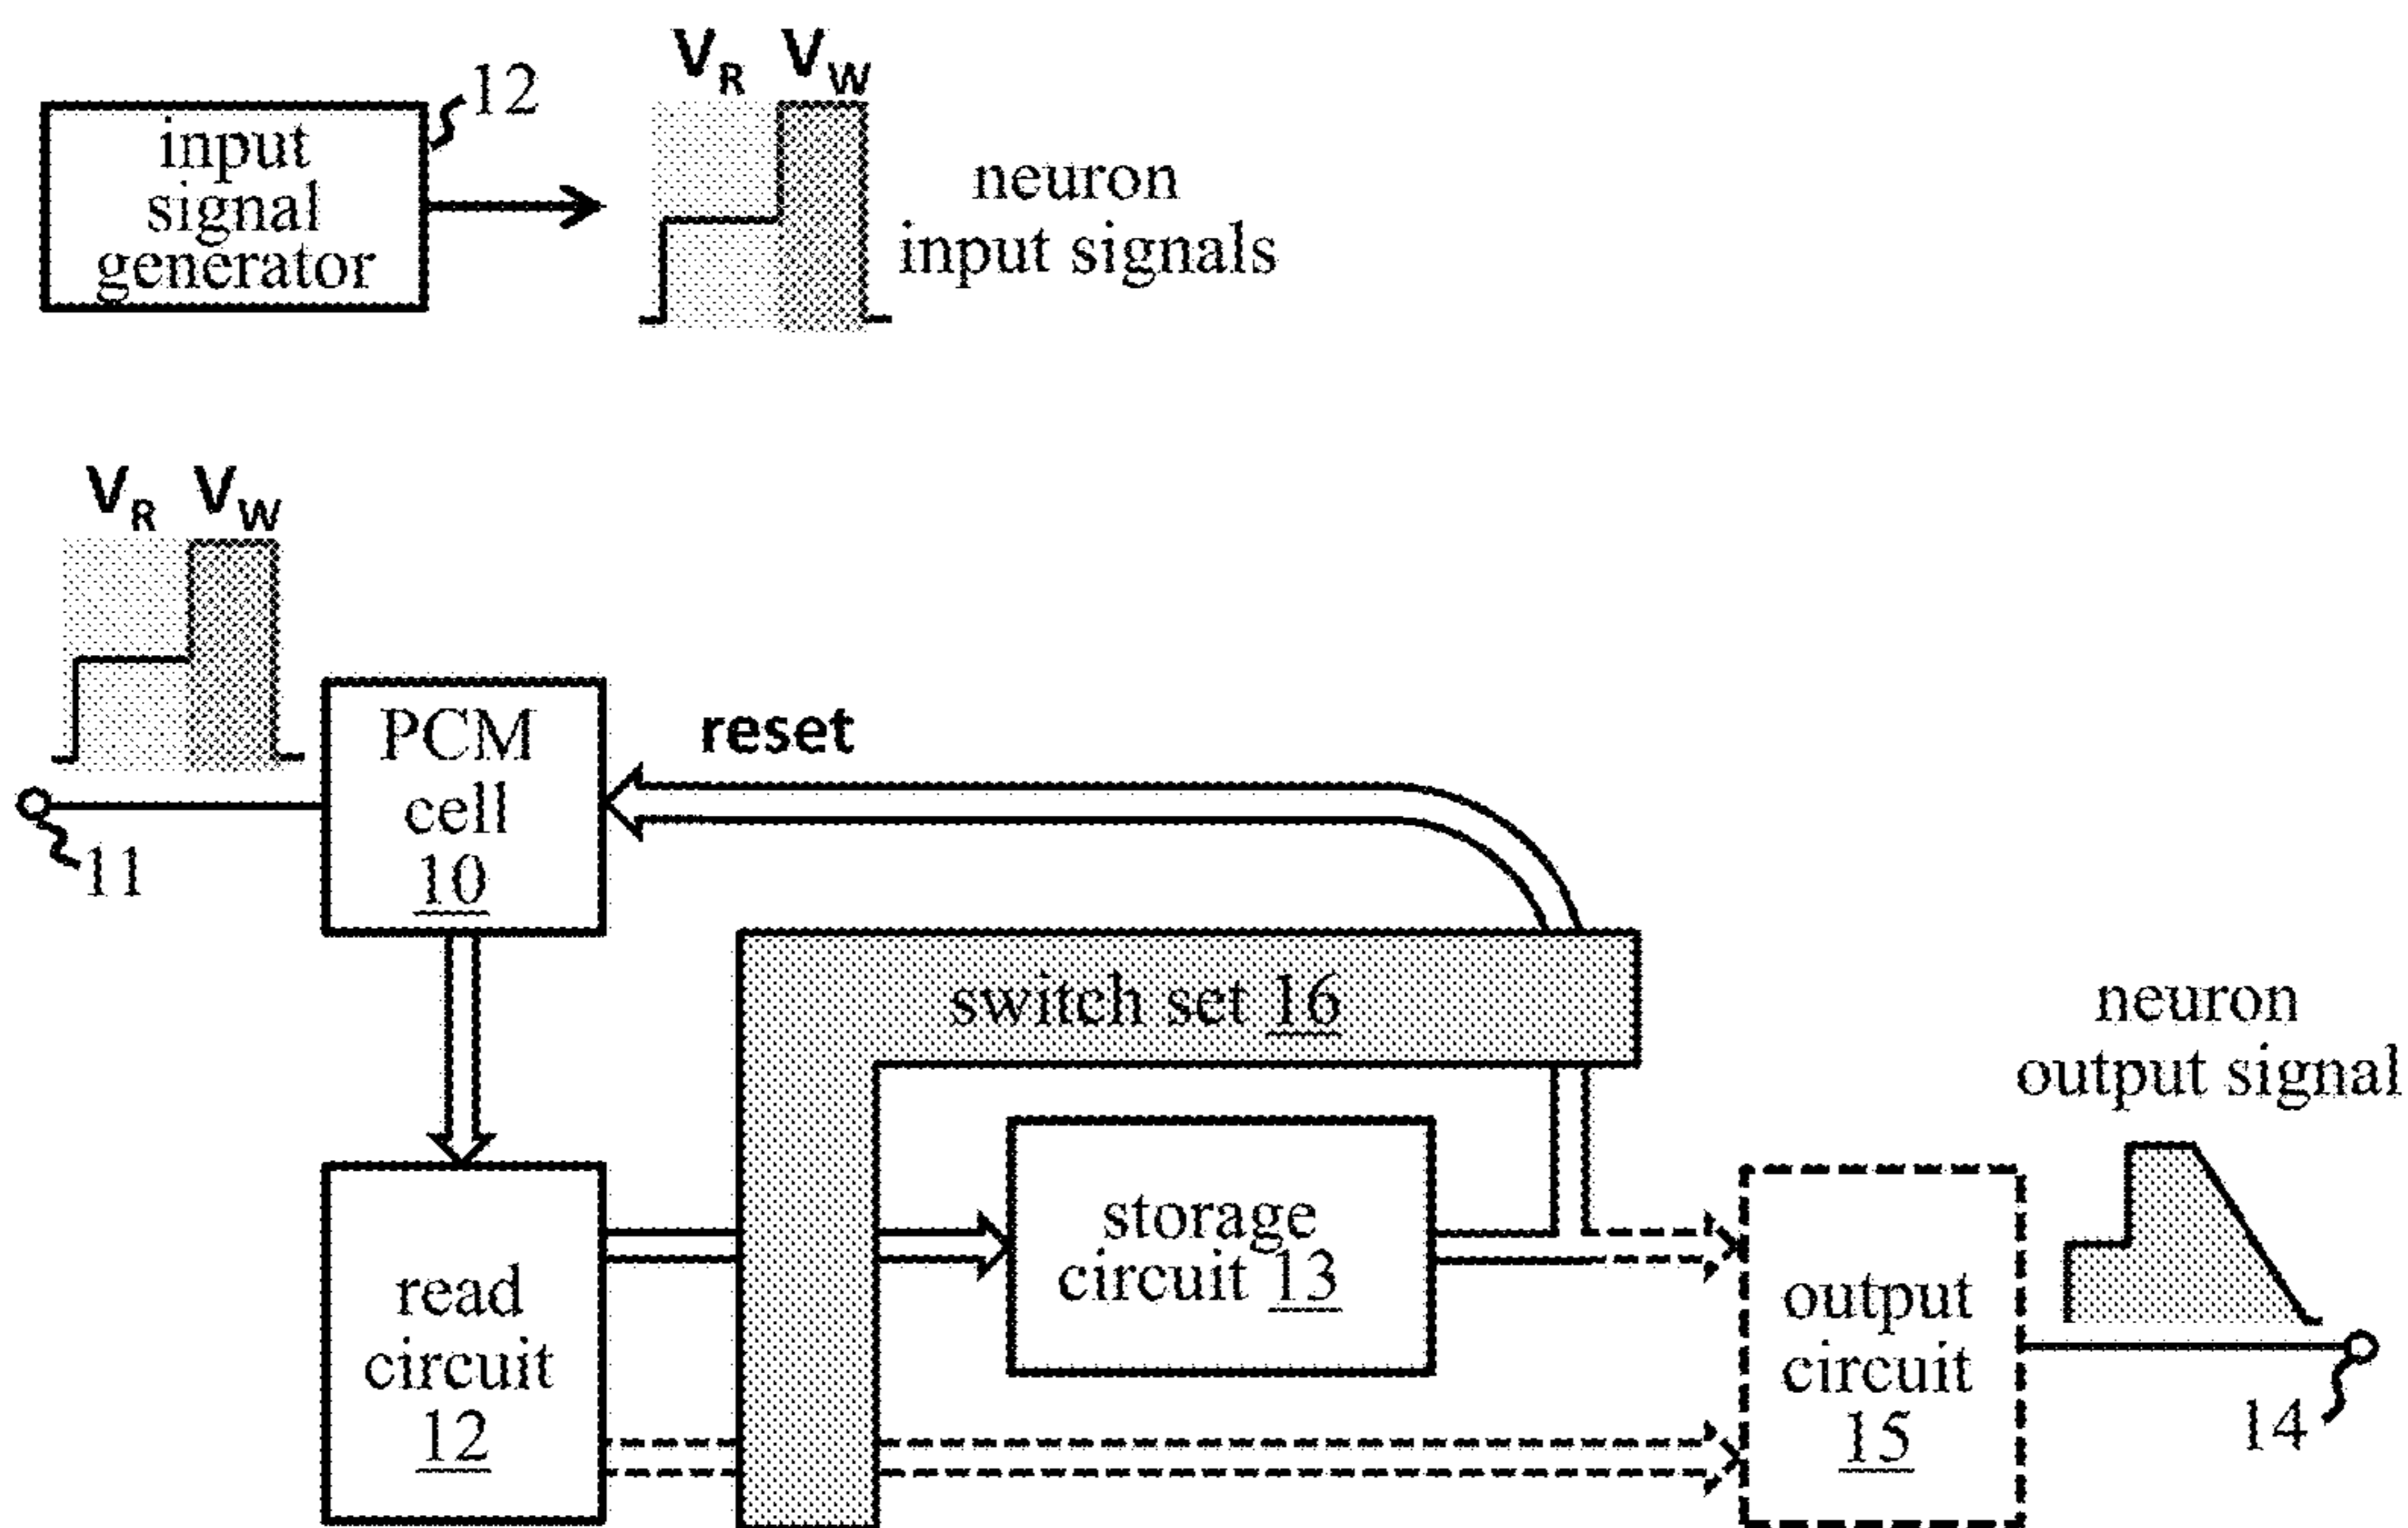 V_R V_W
12
input
signal
generator
neuron
input signals
V_R V_W
11
PCM
cell
10
reset
switch set 16
read
circuit
12
storage
circuit 13
output
circuit
15
neuron
output signal
14